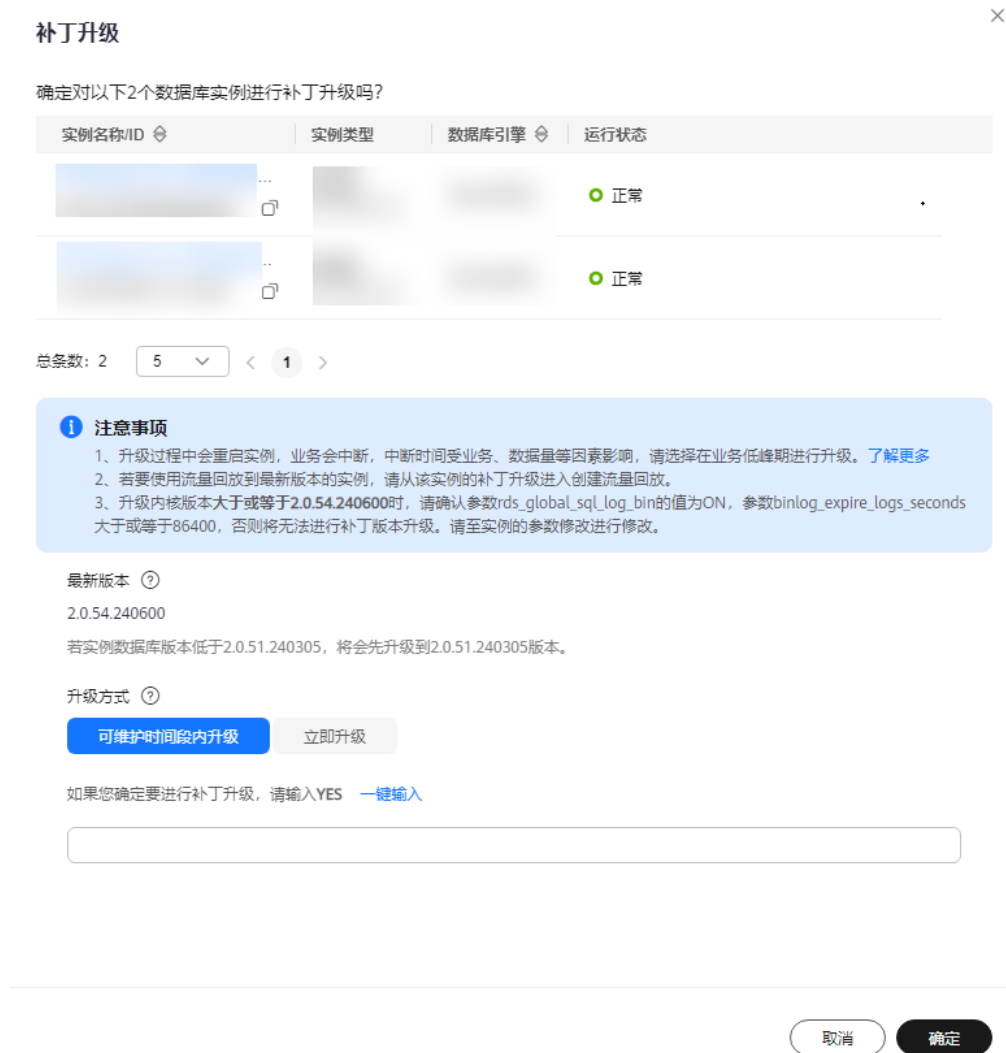 补丁升级
确定对以下2个数据库实例进行补丁升级吗？
实例名称/ID 实例类型 数据库引擎 运行状态
... 正常
.. 正常
总条数：2 5 1
注意事项
1、升级过程中会重启实例，业务会中断，中断时间受业务、数据量等因素影响，请选择在业务低峰期进行升级。了解更多
2、若要使用流量回放到最新版本的实例，请从该实例的补丁升级进入创建流量回放。
3、升级内核版本大于或等于2.0.54.240600时，请确认参数rds_global_sql_log_bin的值为ON，参数binlog_expire_logs_seconds
大于或等于86400，否则将无法进行补丁版本升级。请至实例的参数修改进行修改。
最新版本
2.0.54.240600
若实例数据库版本低于2.0.51.240305，将会先升级到2.0.51.240305版本。
升级方式
可维护时间段内升级 立即升级
如果您确定要进行补丁升级，请输入YES 一键输入
取消 确定